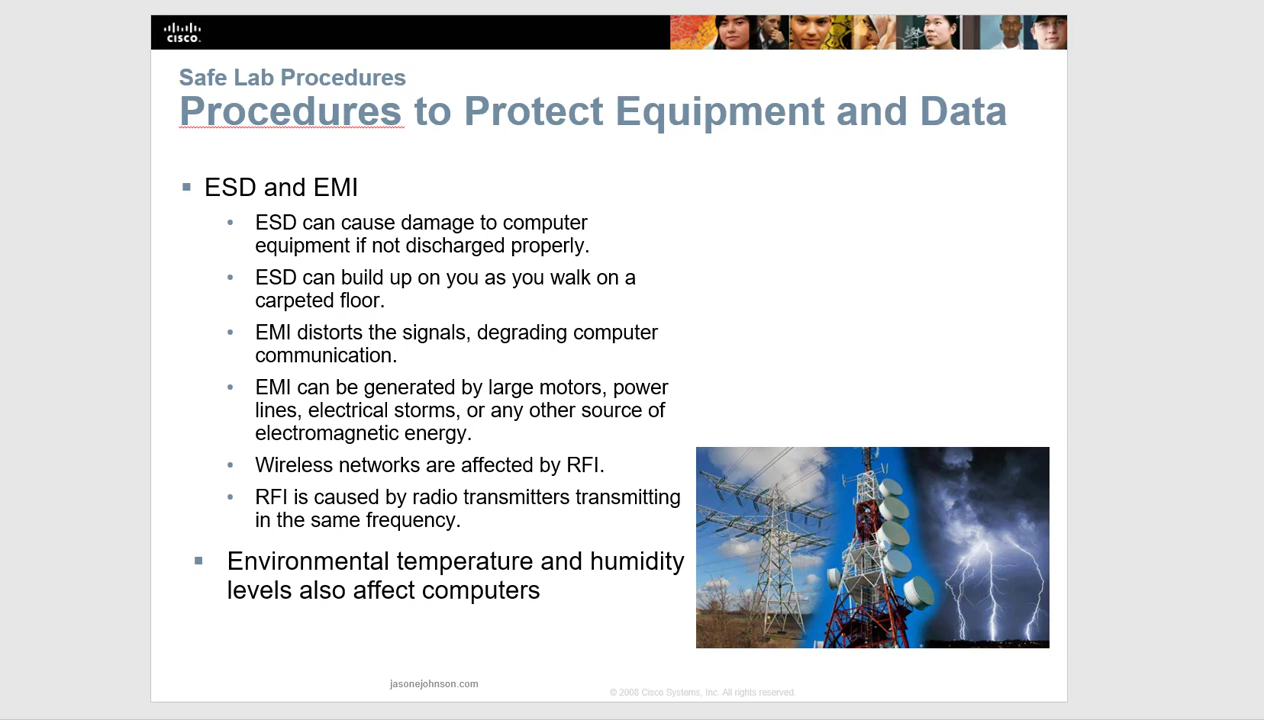 CISCO.
Safe Lab Procedures
Procedures to Protect Equipment and Data
ESD and EMI
ESD can cause damage to computer
equipment if not discharged properly.
ESD can build up on you as you walk on a
carpeted floor.
EMI distorts the signals, degrading computer
communication.
EMI can be generated by large motors, power
lines, electrical storms, or any other source of
electromagnetic energy.
Wireless networks are affected by RFI.
RFI is caused by radio transmitters transmitting
in the same frequency.
Environmental temperature and humidity
levels also affect computers
jasonejohnson.com
© 2008 Cisco Systems, Inc. All rights reserved.